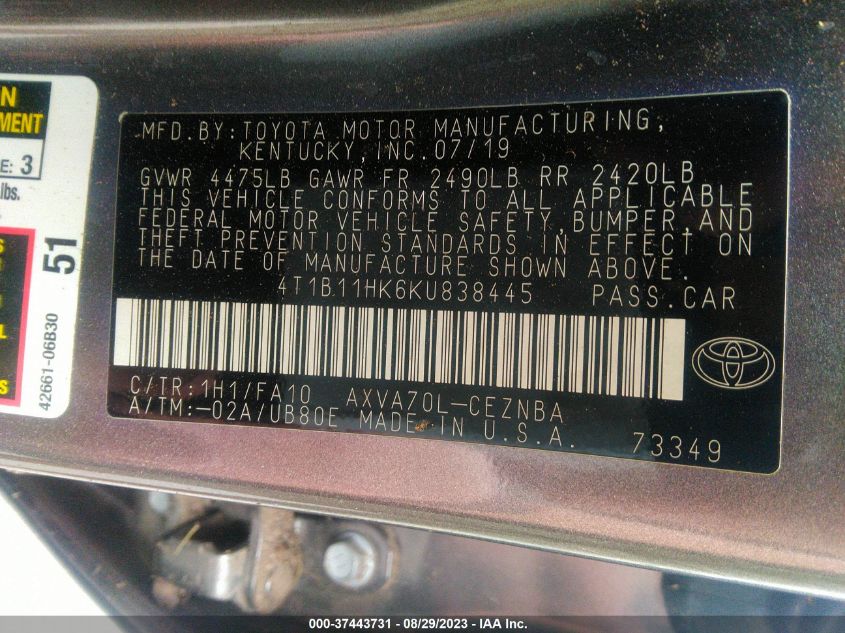 N
MENT
E: 3
lbs.
S
L
51
42661-06B30
MFD.BY:TOYOTA MOTOR MANUFACTURING,
KENTUCKY,INC.07/19
GVWR 4475LB GAWR FR 2490LB RR 2420LB
THIS VEHICLE CONFORMS TO ALL APPLICABLE
FEDERAL MOTOR VEHICLE SAFETY,BUMPER,AND
THEFT PREVENTION STANDARDS IN EFFECT ON
THE DATE OF MANUFACTURE SHOWN ABOVE.
4T1B11HK6KU838445 PASS.CAR
C/TR:1H1/FA10 AXVA70L-CEZNBA
A/TM:-02A/UB80E MADE IN U.S.A. 73349
000-37443731 - 08/29/2023 - IAA Inc.